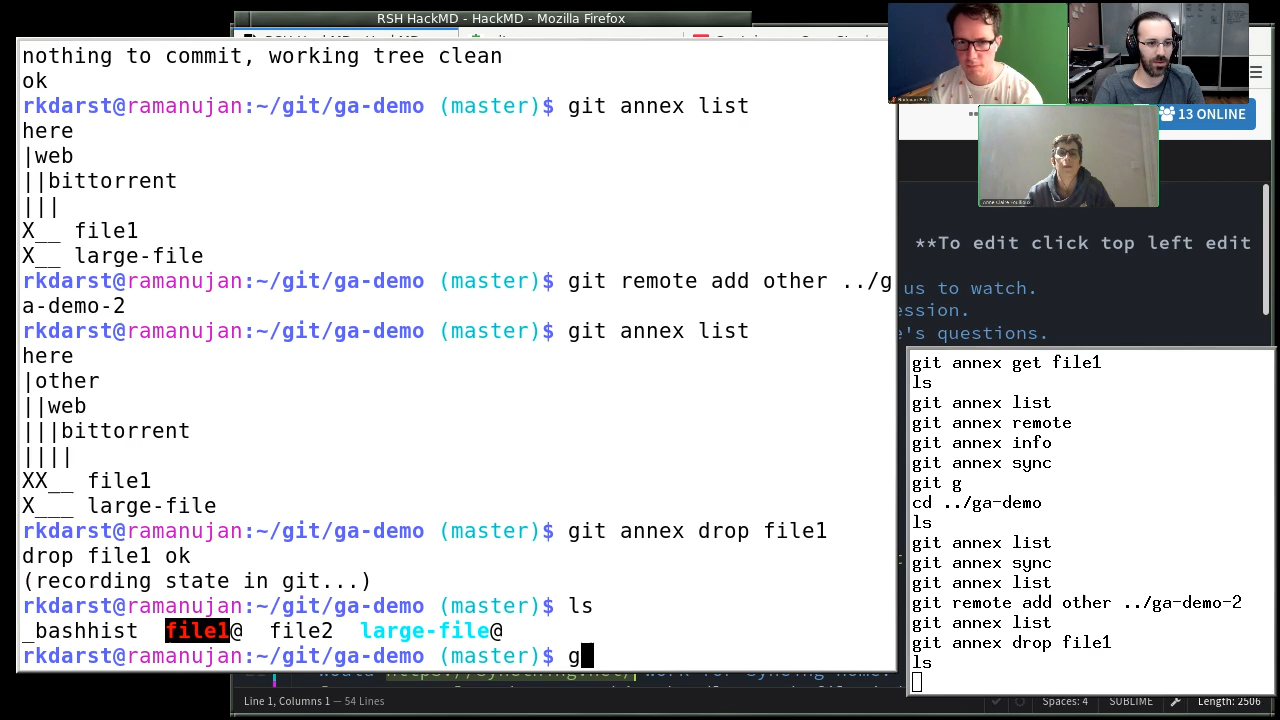 RSH HackMD - HackMD - Mozilla Firefox
nothing to commit, working tree clean
ok
rkdarst@ramanujan:~/git/ga-demo (master)$ git annex list
here
|web
||bittorrent
|||
X__ file1
X__ large-file
rkdarst@ramanujan:~/git/ga-demo (master)$ git remote add other ../g
a-demo-2
rkdarst@ramanujan:~/git/ga-demo (master)$ git annex list
here
|other
||web
|||bittorrent
||||
XX__ file1
X___ large-file
rkdarst@ramanujan:~/git/ga-demo (master)$ git annex drop file1
drop file1 ok
(recording state in git...)
rkdarst@ramanujan:~/git/ga-demo (master)$ ls
_bashhist  file1@  file2  large-file@
rkdarst@ramanujan:~/git/ga-demo (master)$ g
13 ONLINE
**To edit click top left edit
us to watch.
ession.
e's questions.
git annex get file1
ls
git annex list
git annex remote
git annex info
git annex sync
git g
cd ../ga-demo
ls
git annex list
git annex sync
git annex list
git remote add other ../ga-demo-2
git annex list
git annex drop file1
ls
Line 1, Columns 1 — 54 Lines
Spaces: 4
SUBLIME
Length: 2506